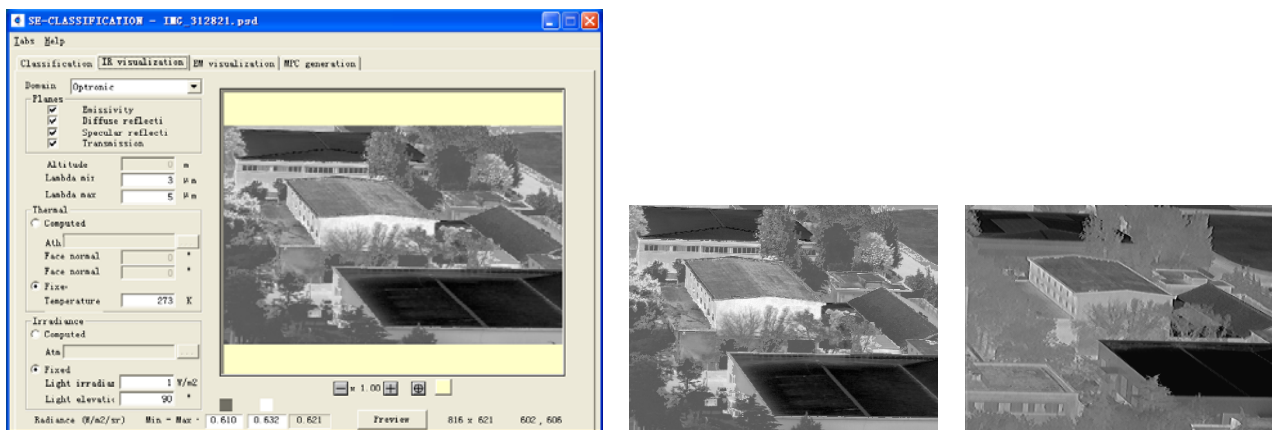 SE-CLASSIFICATION - IMG_312821.psd
Tabs Help
Classification IR visualization EM visualization MPC generation
Domain Optronic
Planes
Emissivity
Diffuse reflecti
Specular reflecti
Transmission
Altitude 0 m
Lambda min 3 µm
Lambda max 5 µm
Thermal
Computed
Ath ...
Face normal 0 °
Face normal 0 °
Fixe
Temperature 273 K
Irradiance
Computed
Atm ...
Fixed
Light irradian 1 W/m2
Light elevatic 90 °
x 1.00
Radiance (W/m2/sr) Min - Max - 0.610 0.632 0.621 Preview 816 x 621 602 , 606